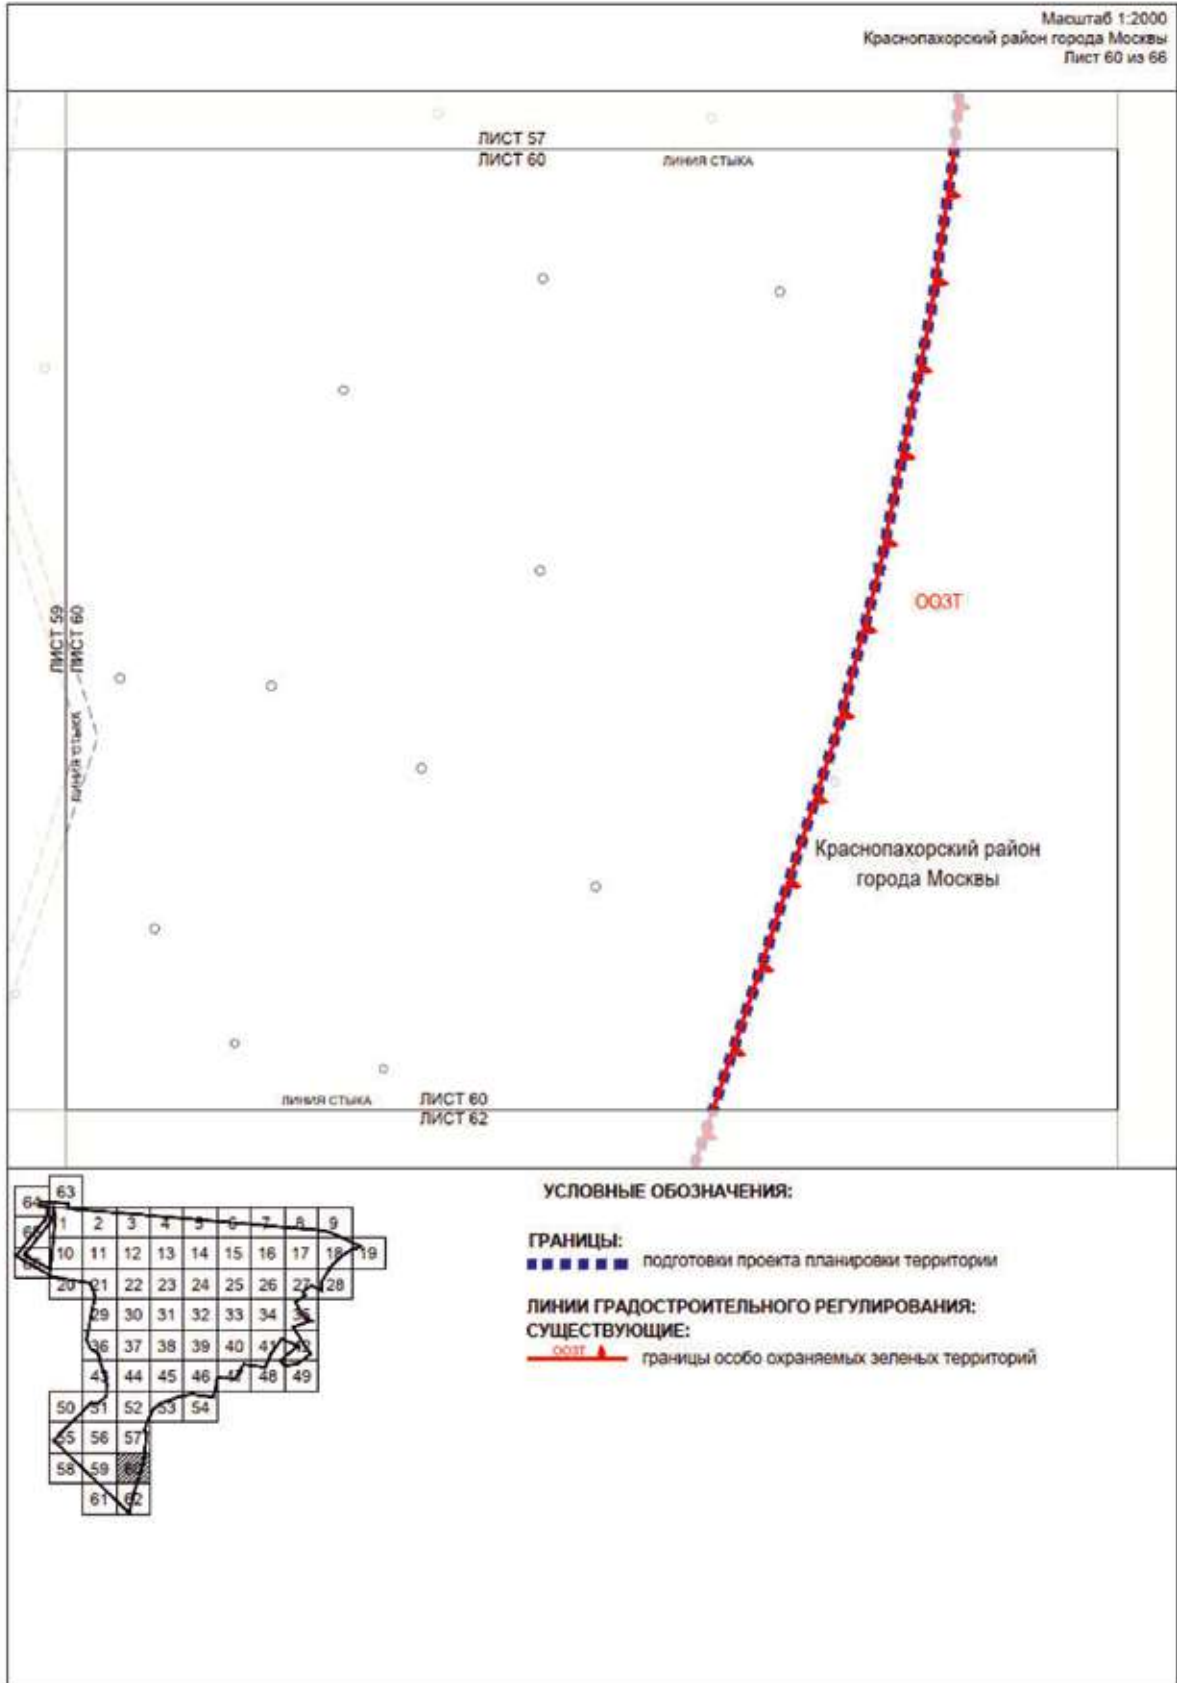 Масштаб 1:2000
Краснопахорский район города Москвы
Лист 60 из 66
ЛИСТ 57
ЛИСТ 60
ЛИНИЯ СТЫКА
ЛИСТ 59
ЛИСТ 60
ЛИНИЯ СТЫКА
ООЗТ
Краснопахорский район
города Москвы
ЛИНИЯ СТЫКА
ЛИСТ 60
ЛИСТ 62
63
64
1 2 3 4 5 6 7 8 9
10 11 12 13 14 15 16 17 18 19
20 21 22 23 24 25 26 27 28
29 30 31 32 33 34 35
36 37 38 39 40 41
43 44 45 46 47 48 49
50 51 52 53 54
55 56 57
58 59 60
61 62
УСЛОВНЫЕ ОБОЗНАЧЕНИЯ:
ГРАНИЦЫ:
подготовки проекта планировки территории
ЛИНИИ ГРАДОСТРОИТЕЛЬНОГО РЕГУЛИРОВАНИЯ:
СУЩЕСТВУЮЩИЕ:
ООЗТ
границы особо охраняемых зеленых территорий